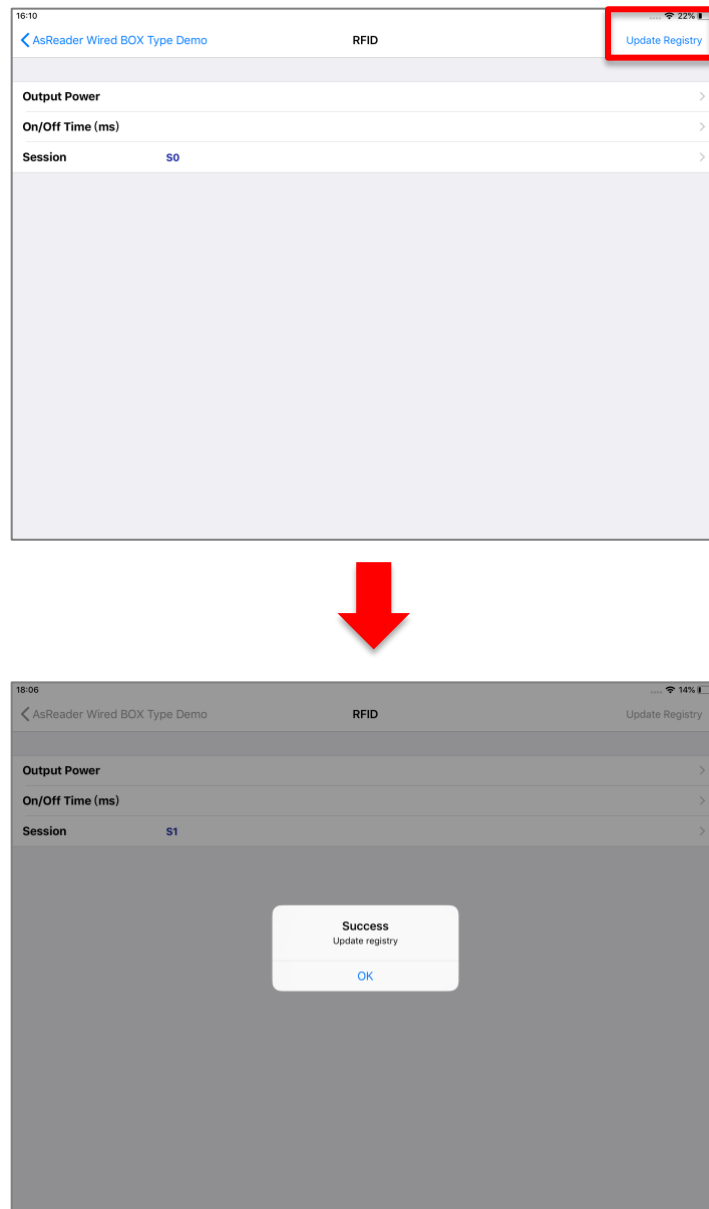 16:10 22%
AsReader Wired BOX Type Demo RFID Update Registry
Output Power
On/Off Time (ms)
Session S0
18:06 14%
AsReader Wired BOX Type Demo RFID Update Registry
Output Power
On/Off Time (ms)
Session S1
Success
Update registry
OK